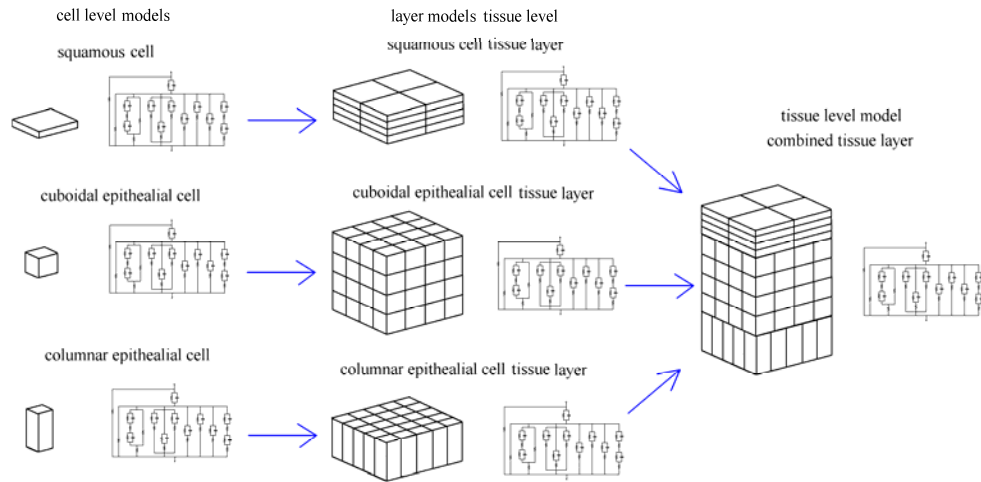 cell level models
layer models tissue level
squamous cell
squamous cell tissue layer
tissue level model
combined tissue layer
cuboidal epithealial cell
cuboidal epithealial cell tissue layer
columnar epithealial cell
columnar epithealial cell tissue layer